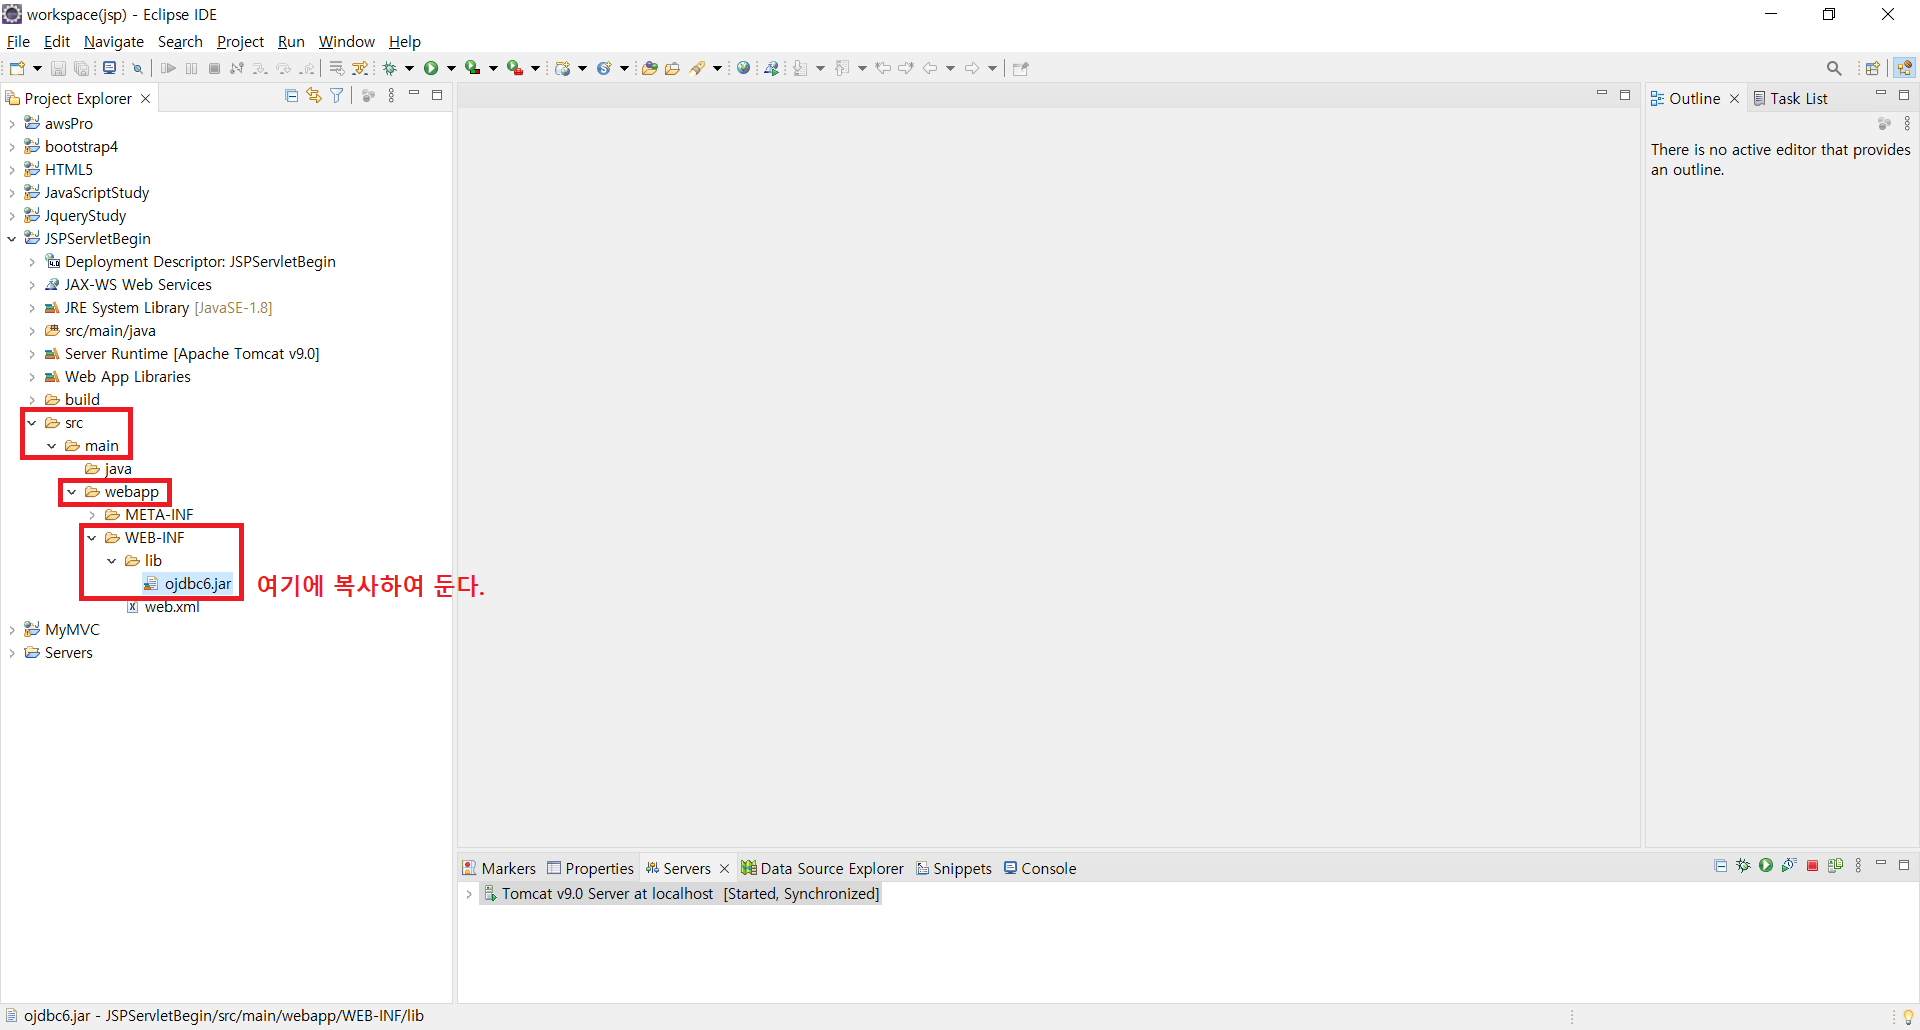 workspace(jsp) - Eclipse IDE
File Edit Navigate Search Project Run Window Help
Project Explorer
awsPro
bootstrap4
HTML5
JavaScriptStudy
JqueryStudy
JSPServletBegin
Deployment Descriptor: JSPServletBegin
JAX-WS Web Services
JRE System Library [JavaSE-1.8]
src/main/java
Server Runtime [Apache Tomcat v9.0]
Web App Libraries
build
src
main
java
webapp
META-INF
WEB-INF
lib
ojdbc6.jar
여기에 복사하여 둔다.
web.xml
MyMVC
Servers
Outline Task List
There is no active editor that provides
an outline.
Markers Properties Servers Data Source Explorer Snippets Console
Tomcat v9.0 Server at localhost [Started, Synchronized]
ojdbc6.jar - JSPServletBegin/src/main/webapp/WEB-INF/lib